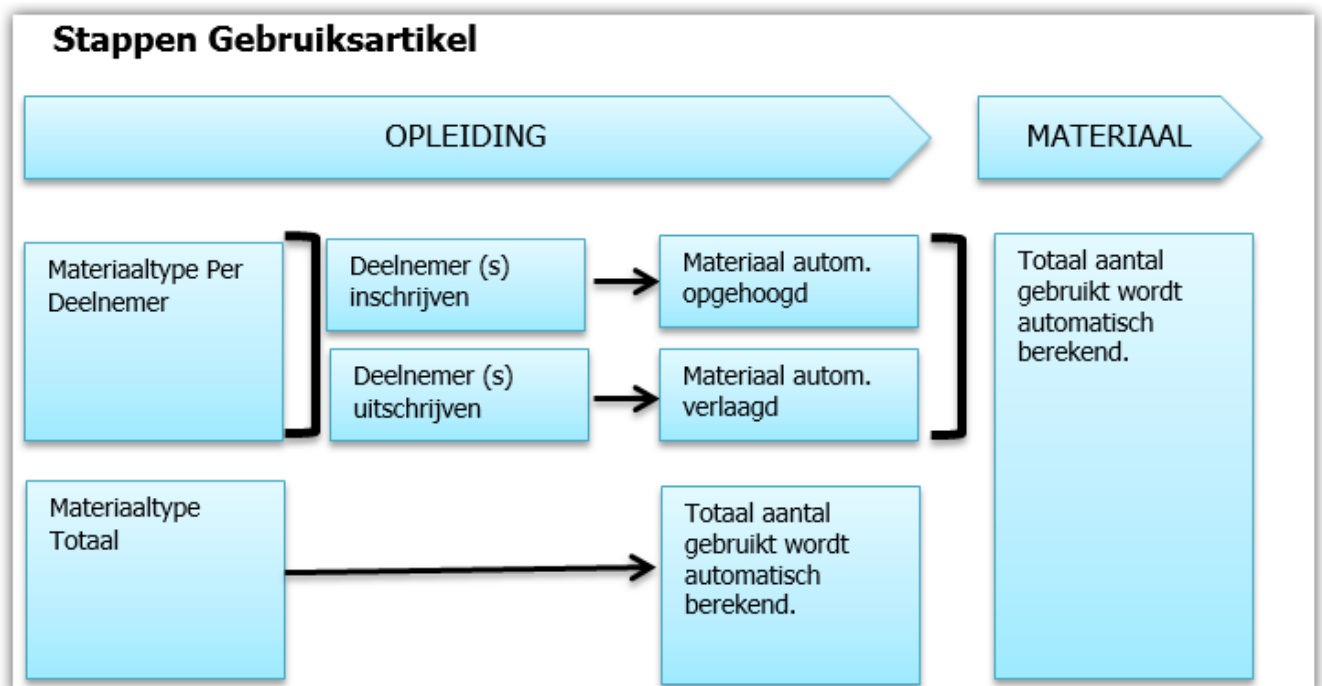 Stappen Gebruiksartikel
OPLEIDING
MATERIAAL
Materiaaltype Per
Deelnemer
Deelnemer (s)
inschrijven
Materiaal autom.
opgehoogd
Deelnemer (s)
uitschrijven
Materiaal autom.
verlaagd
Totaal aantal
gebruikt wordt
automatisch
berekend.
Materiaaltype
Totaal
Totaal aantal
gebruikt wordt
automatisch
berekend.